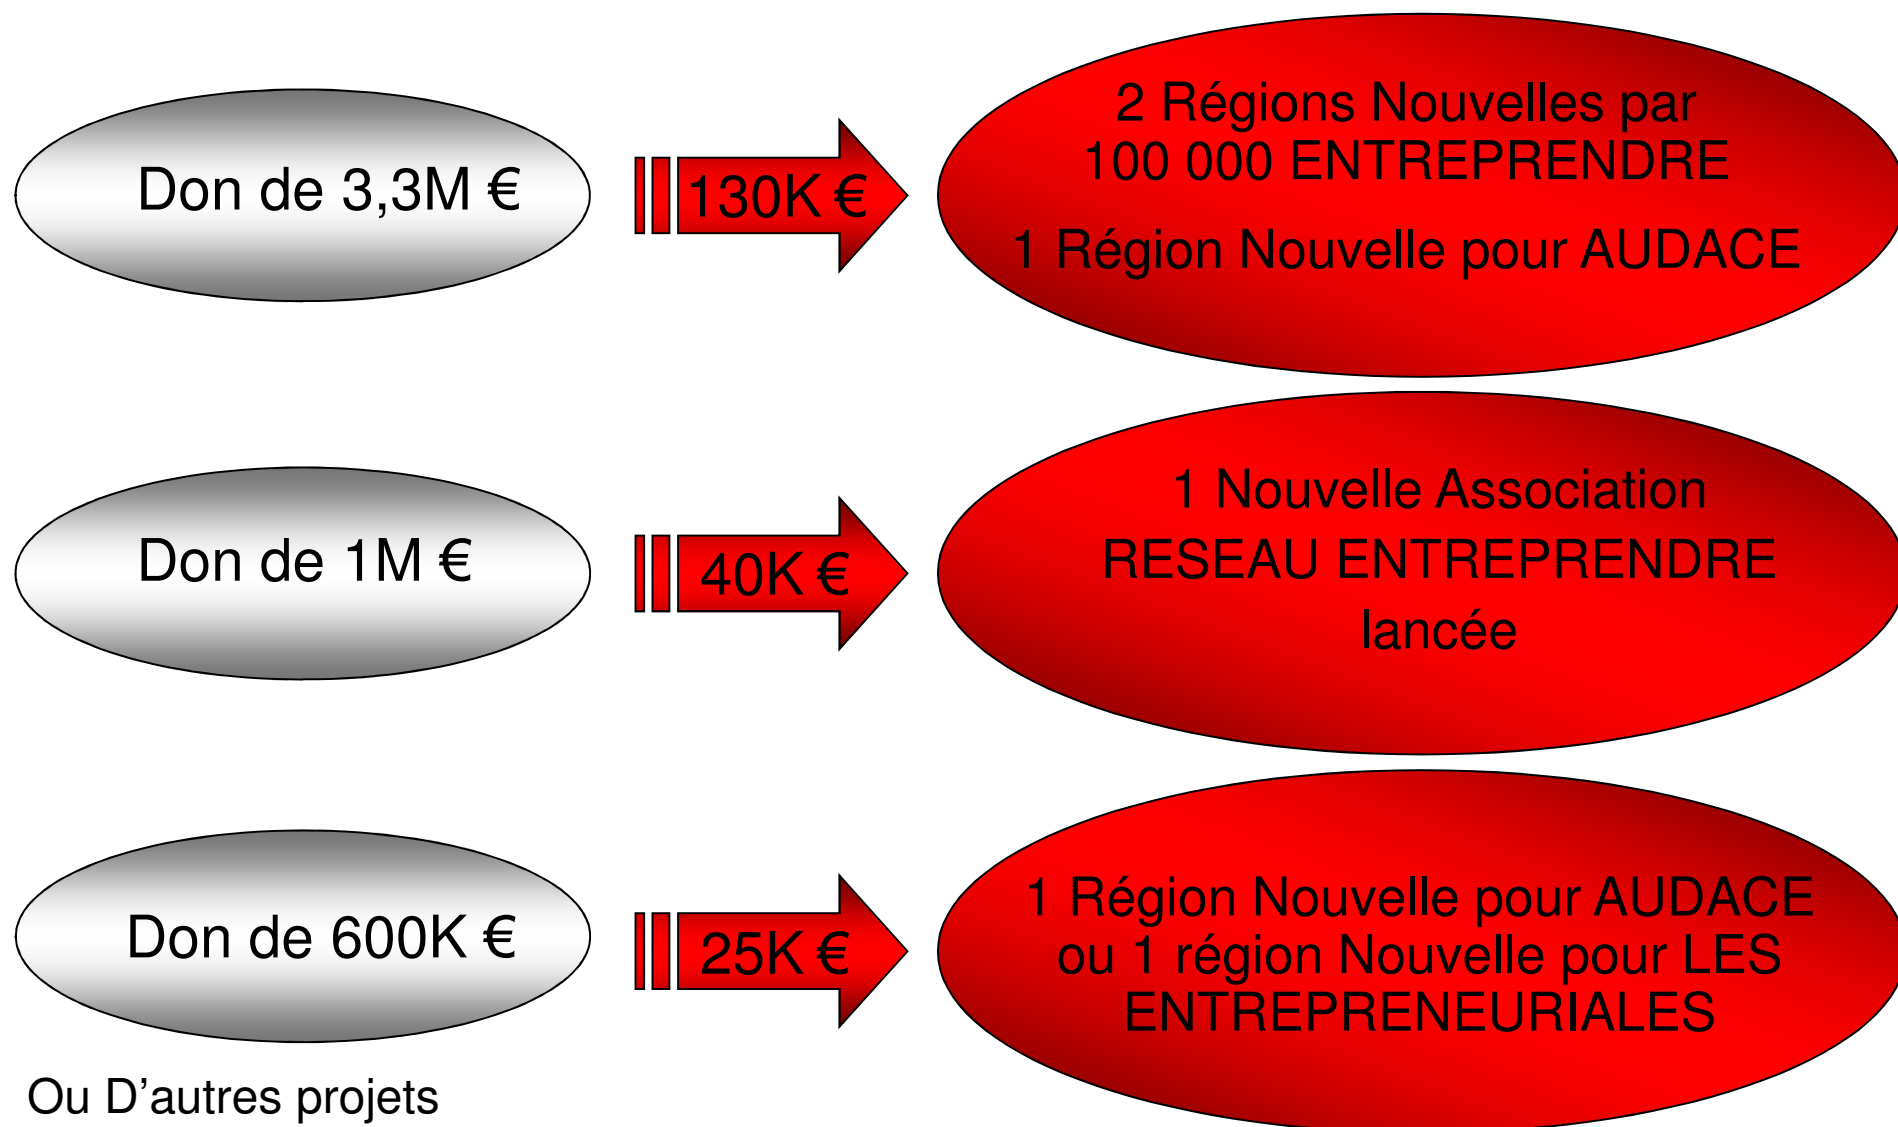 Don de 3,3M €
130K €
2 Régions Nouvelles par
100 000 ENTREPRENDRE
1 Région Nouvelle pour AUDACE
Don de 1M €
40K €
1 Nouvelle Association
RESEAU ENTREPRENDRE
lancée
Don de 600K €
25K €
1 Région Nouvelle pour AUDACE
ou 1 région Nouvelle pour LES
ENTREPRENEURIALES
Ou D’autres projets